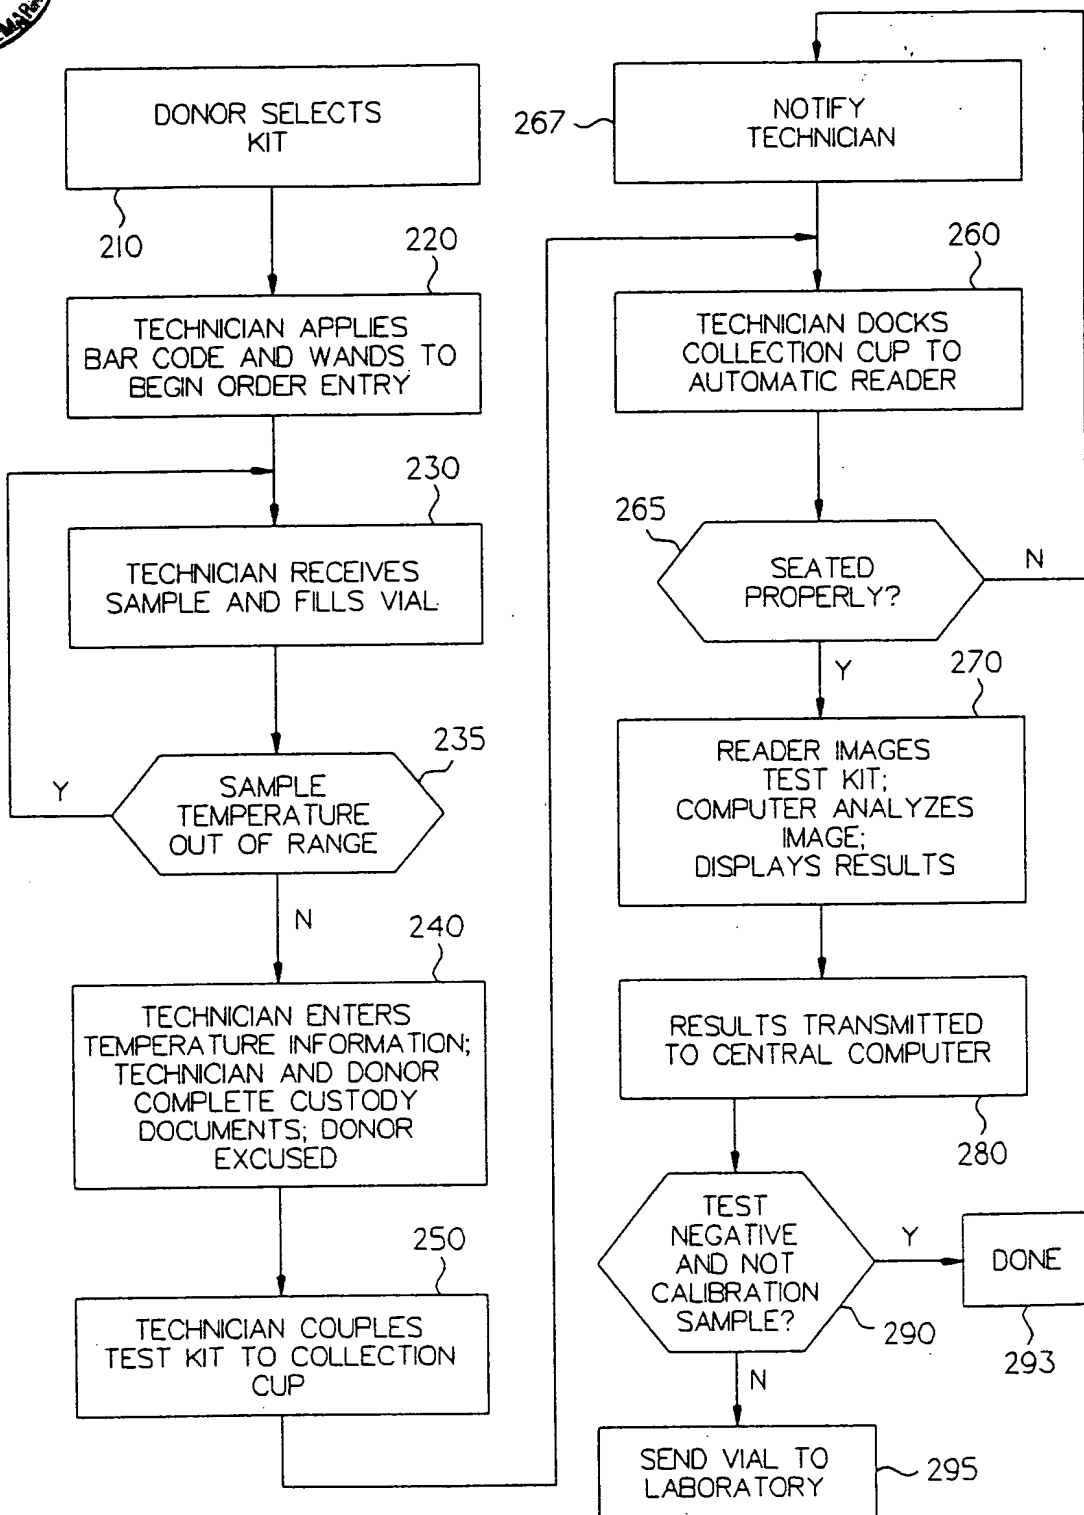 DONOR SELECTS
KIT
210
220
TECHNICIAN APPLIES
BAR CODE AND WANDS TO
BEGIN ORDER ENTRY
230
TECHNICIAN RECEIVES
SAMPLE AND FILLS VIAL
235
SAMPLE
TEMPERATURE
OUT OF RANGE
Y
N
240
TECHNICIAN ENTERS
TEMPERATURE INFORMATION;
TECHNICIAN AND DONOR
COMPLETE CUSTODY
DOCUMENTS; DONOR
EXCUSED
250
TECHNICIAN COUPLES
TEST KIT TO COLLECTION
CUP
267
NOTIFY
TECHNICIAN
260
TECHNICIAN DOCKS
COLLECTION CUP TO
AUTOMATIC READER
265
SEATED
PROPERLY?
N
Y
270
READER IMAGES
TEST KIT;
COMPUTER ANALYZES
IMAGE;
DISPLAYS RESULTS
RESULTS TRANSMITTED
TO CENTRAL COMPUTER
280
TEST
NEGATIVE
AND NOT
CALIBRATION
SAMPLE?
290
Y
DONE
293
N
SEND VIAL TO
LABORATORY
295